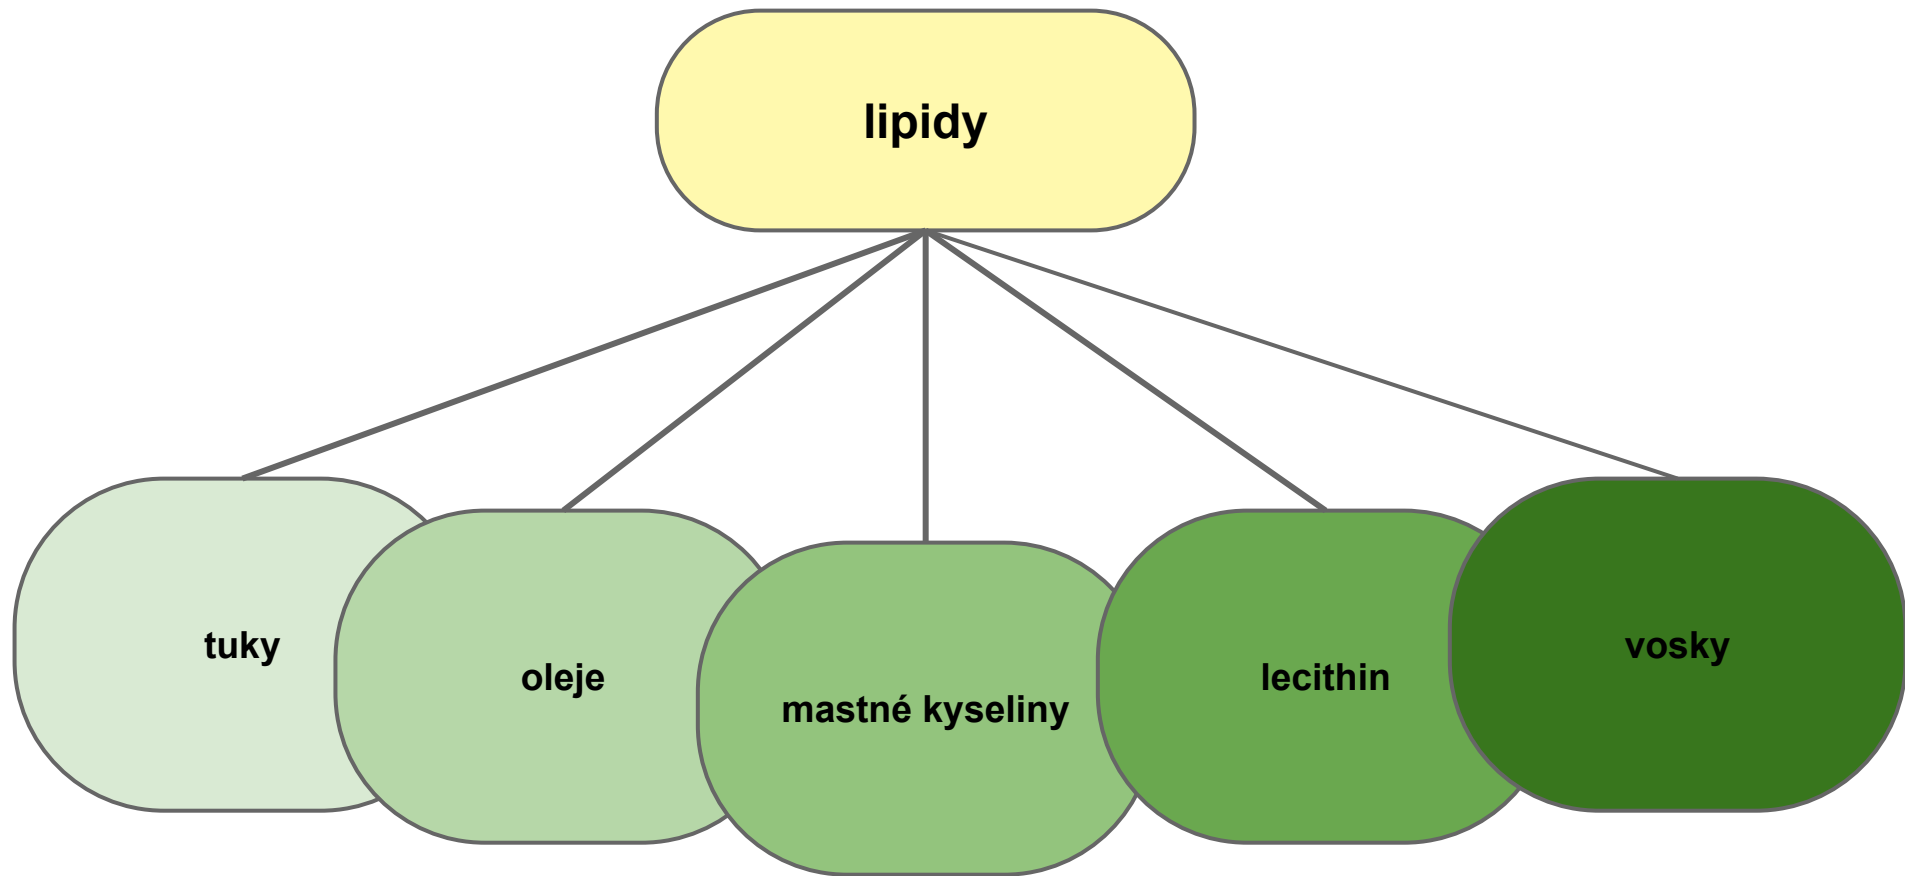 lipidy
tuky
oleje
mastné kyseliny
lecithin
vosky